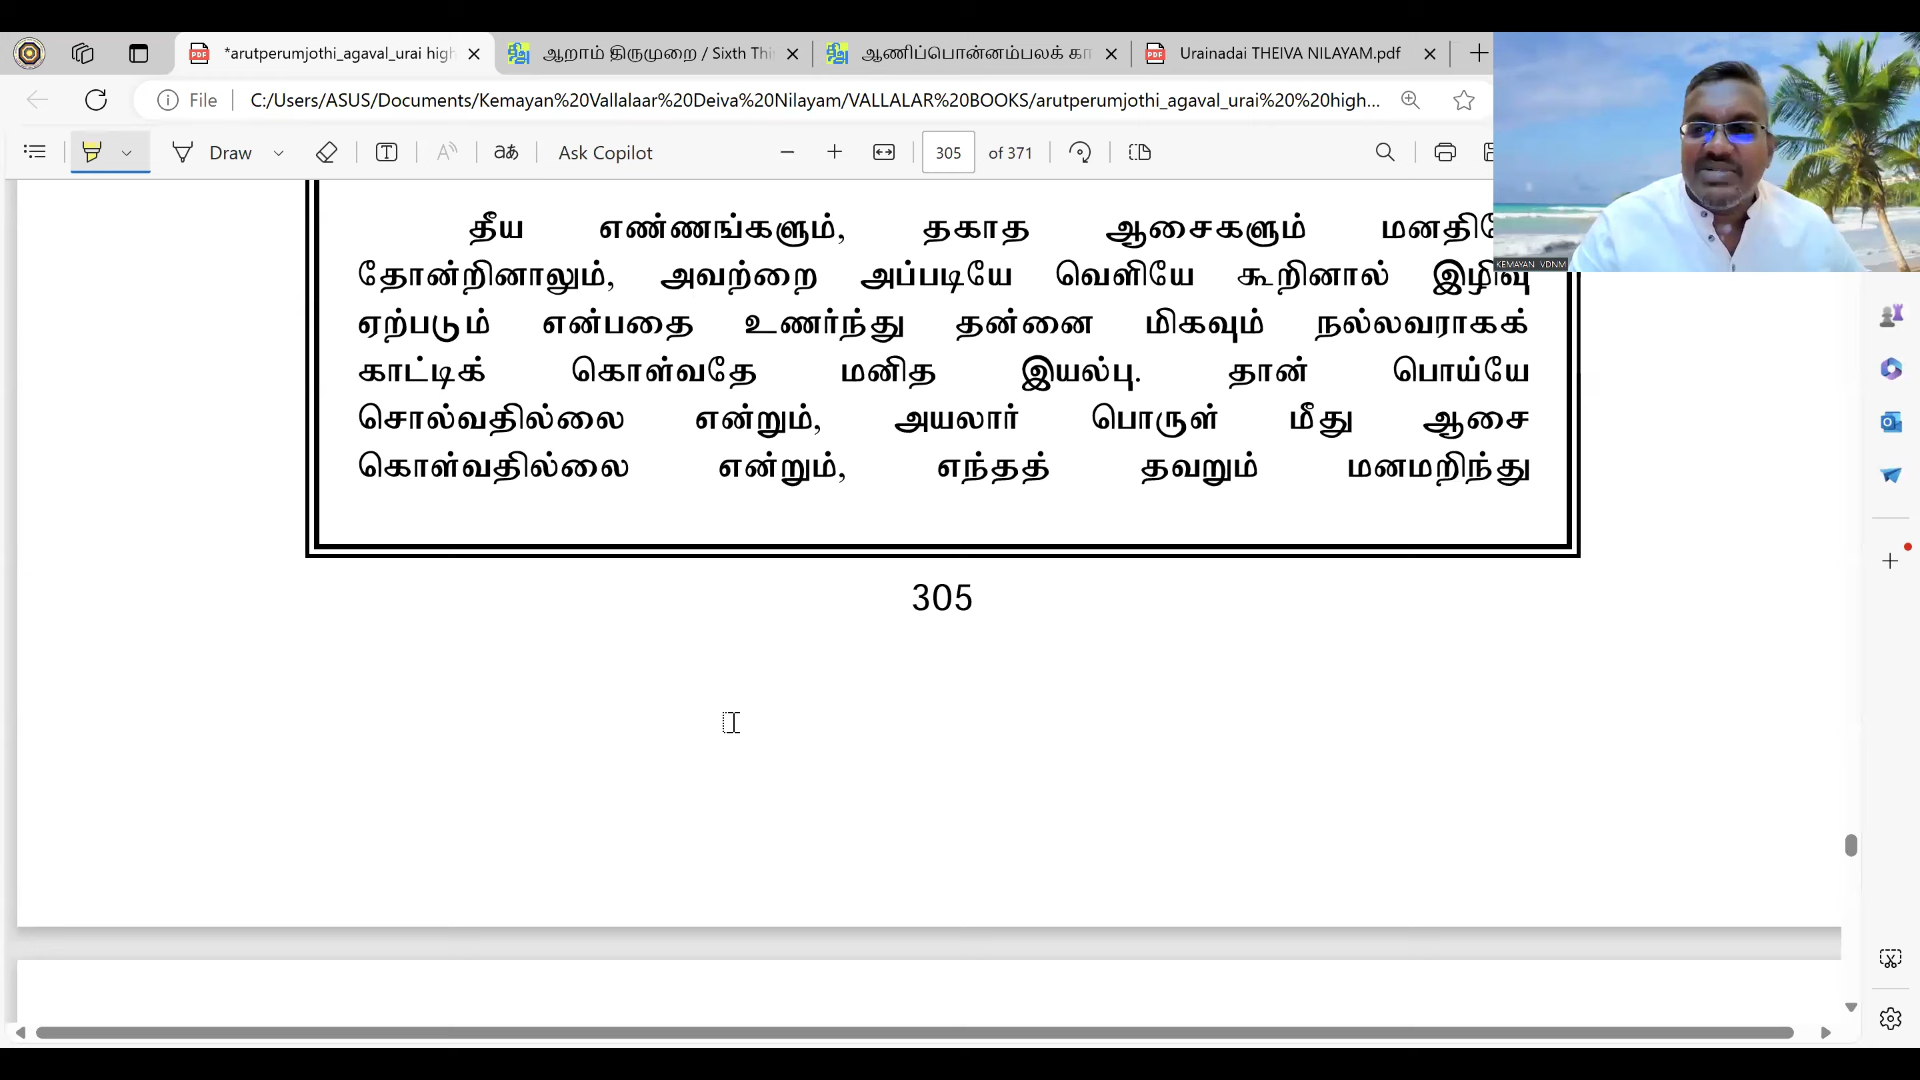 *arutperumjothi_agaval_urai high
ஆறாம் திருமுறை / Sixth Thi
ஆணிப்பொன்னம்பலக் கா
Urainadai THEIVA NILAYAM.pdf
File
C:/Users/ASUS/Documents/Kemayan%20Vallalaar%20Deiva%20Nilayam/VALLALAR%20BOOKS/arutperumjothi_agaval_urai%20%20high...
Draw
Ask Copilot
305 of 371
KEMAYAN VDNM
தீய எண்ணங்களும், தகாத ஆசைகளும்
தோன்றினாலும், அவற்றை அப்படியே வெளியே கூறினால் இழிவு
ஏற்படும் என்பதை உணர்ந்து தன்னை மிகவும் நல்லவராகக்
காட்டிக் கொள்வதே மனித இயல்பு. தான் பொய்யே
சொல்வதில்லை என்றும், அயலார் பொருள் மீது ஆசை
கொள்வதில்லை என்றும், எந்தத் தவறும் மனமறிந்து
305